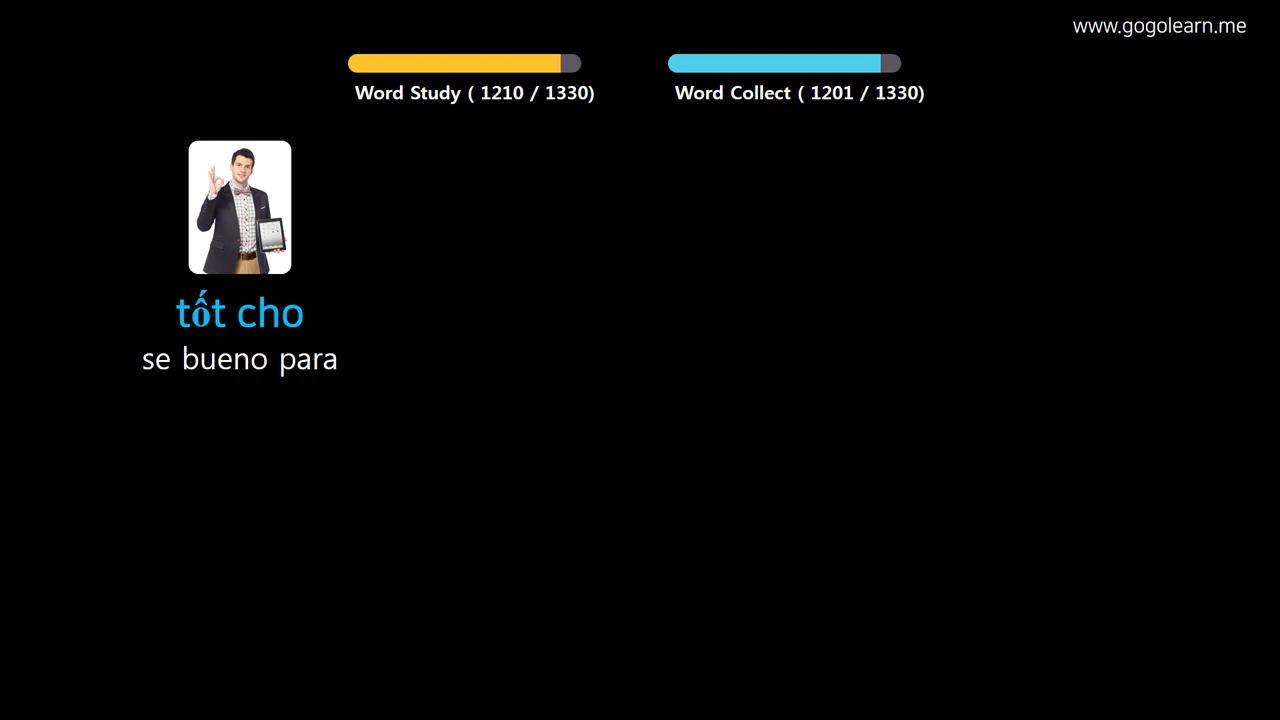 www.gogolearn.me
Word Study ( 1210 / 1330)
Word Collect ( 1201 / 1330)
tốt cho
se bueno para